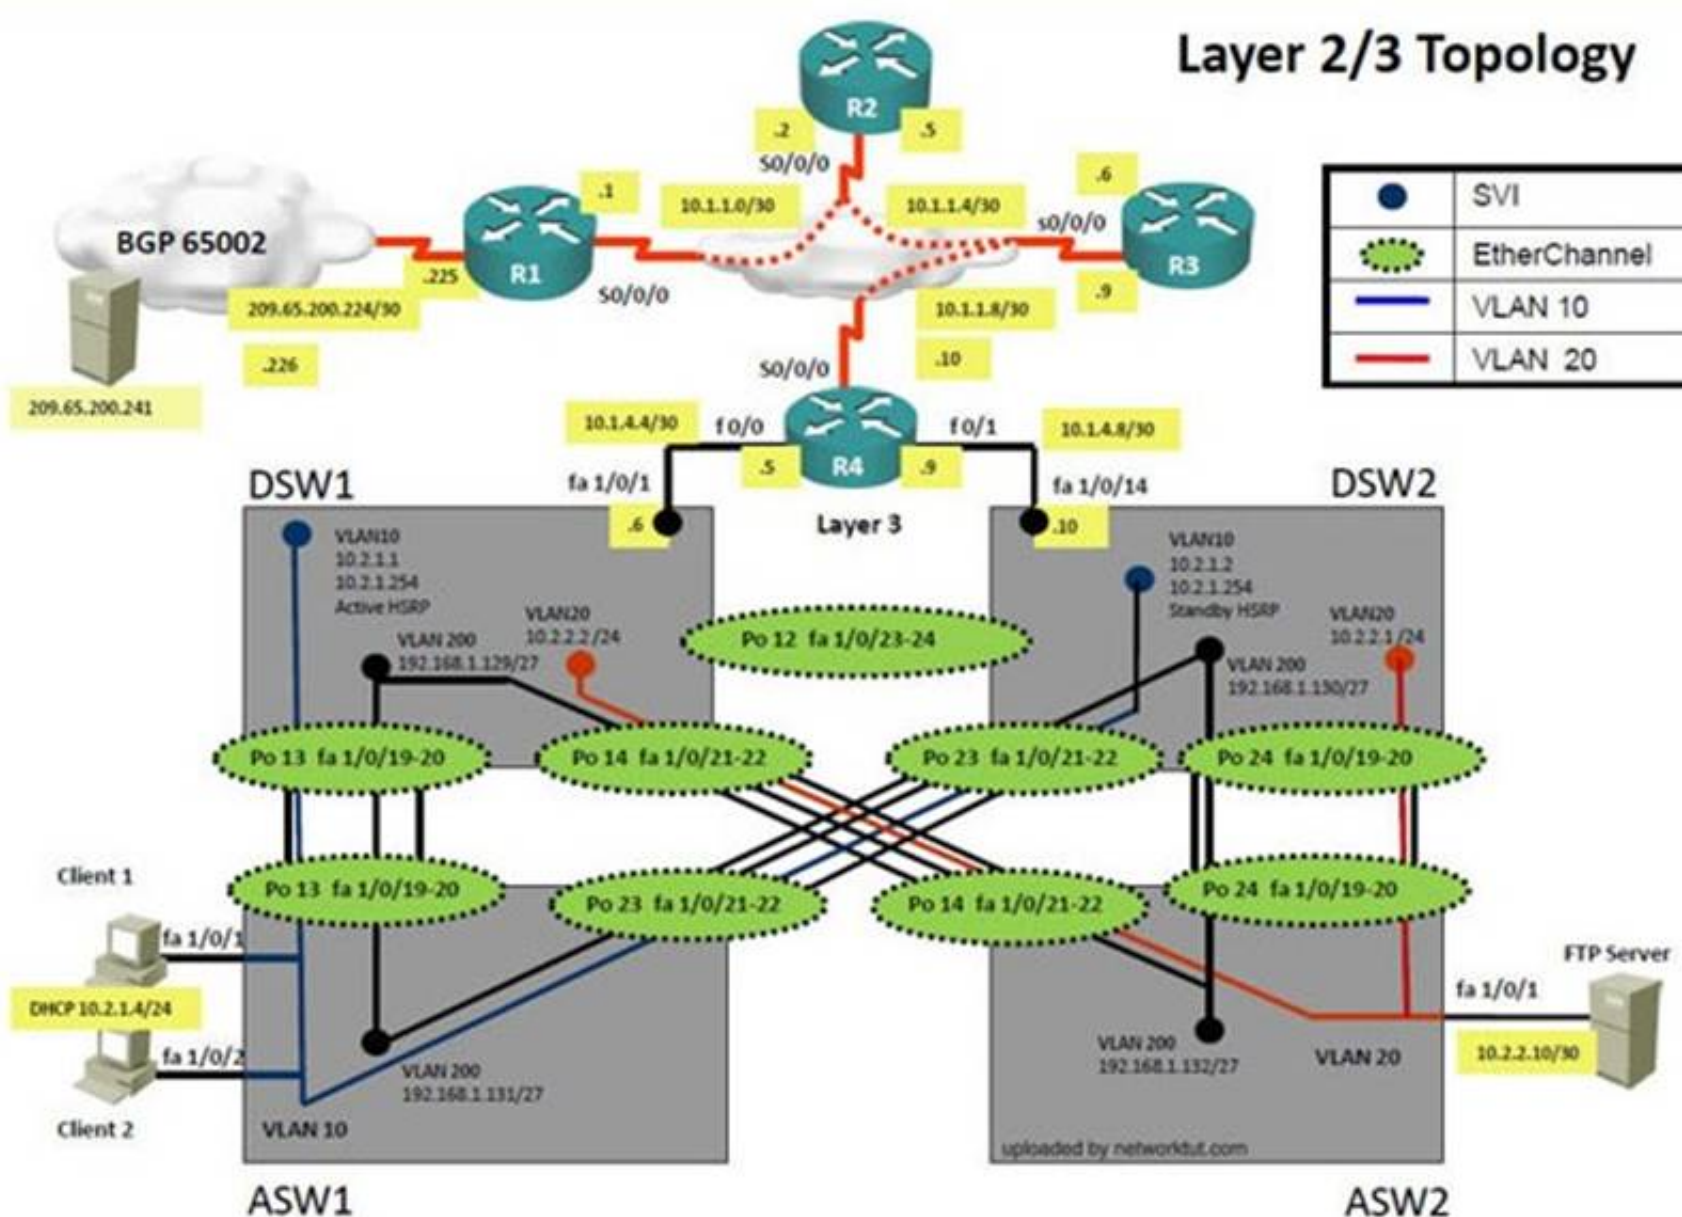 Layer 2/3 Topology
R2
.2
.5
S0/0/0
.1
10.1.1.0/30
10.1.1.4/30
.6
s0/0/0
BGP 65002
R1
R3
.225
S0/0/0
.9
209.65.200.224/30
10.1.1.8/30
.226
.10
S0/0/0
209.65.200.241
SVI
EtherChannel
VLAN 10
VLAN 20
10.1.4.4/30
f 0/0
f 0/1
10.1.4.8/30
.5
R4
.9
DSW1
fa 1/0/1
fa 1/0/14
DSW2
.6
Layer 3
.10
VLAN10
10.2.1.1
10.2.1.254
Active HSRP
VLAN 200
192.168.1.129/27
VLAN20
10.2.2.2 /24
Po 12 fa 1/0/23-24
VLAN10
10.2.1.2
10.2.1.254
Standby HSRP
VLAN 200
192.168.1.130/27
VLAN20
10.2.2.1 /24
Po 13 fa 1/0/19-20
Po 14 fa 1/0/21-22
Po 23 fa 1/0/21-22
Po 24 fa 1/0/19-20
Po 13 fa 1/0/19-20
Po 23 fa 1/0/21-22
Po 14 fa 1/0/21-22
Po 24 fa 1/0/19-20
Client 1
fa 1/0/1
DHCP 10.2.1.4/24
fa 1/0/2
Client 2
VLAN 200
192.168.1.131/27
VLAN 10
VLAN 200
192.168.1.132/27
VLAN 20
FTP Server
fa 1/0/1
10.2.2.10/30
uploaded by networktut.com
ASW1
ASW2